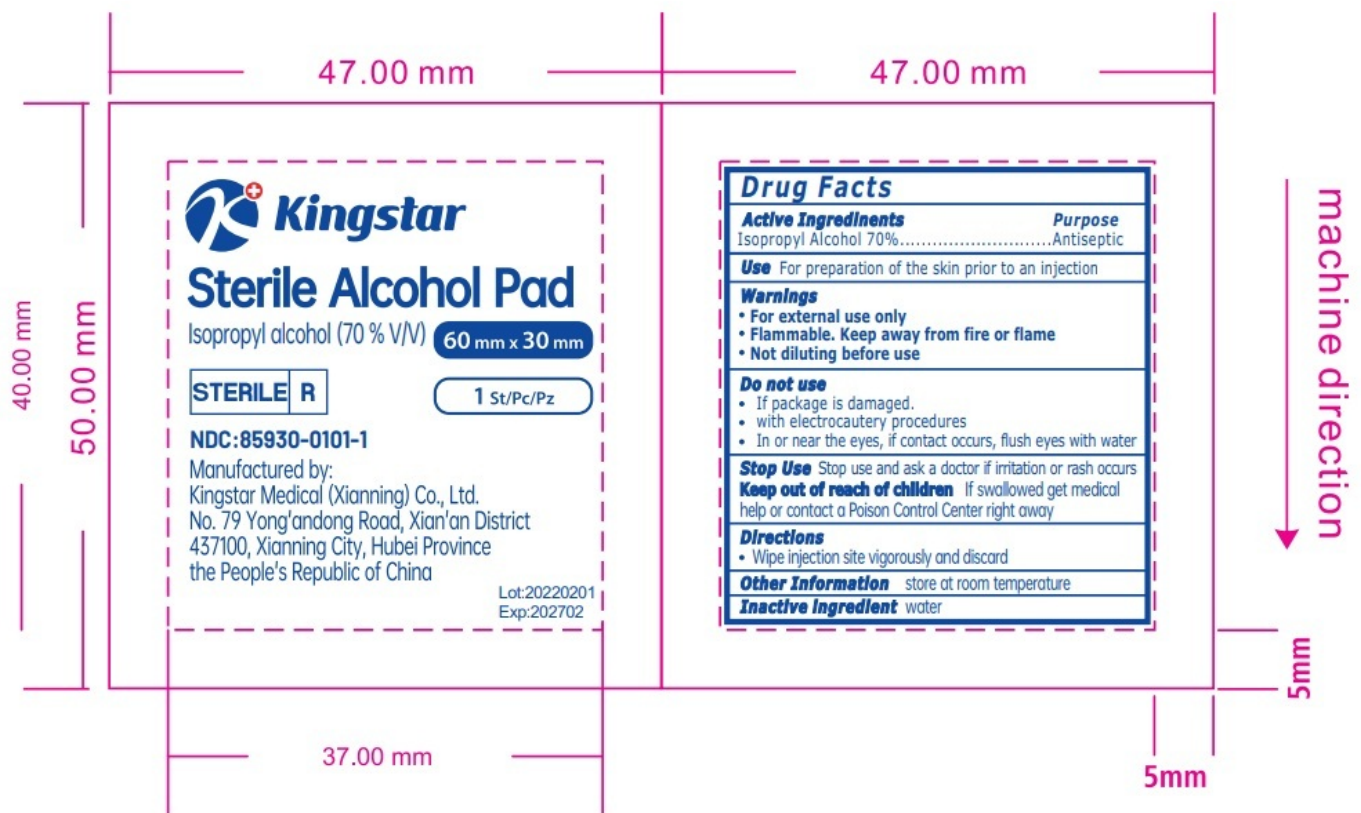 47.00 mm
47.00 mm
40.00 mm
50.00 mm
Kingstar
Sterile Alcohol Pad
Isopropyl alcohol (70 % V/V)
60 mm x 30 mm
STERILE R
1 St/Pc/Pz
NDC:85930-0101-1
Manufactured by:
Kingstar Medical (Xianning) Co., Ltd.
No. 79 Yong'andong Road, Xian'an District
437100, Xianning City, Hubei Province
the People's Republic of China
Lot:20220201
Exp:202702
37.00 mm
Drug Facts
Active Ingredinents Purpose
Isopropyl Alcohol 70%............................Antiseptic
Use For preparation of the skin prior to an injection
Warnings
• For external use only
• Flammable. Keep away from fire or flame
• Not diluting before use
Do not use
• If package is damaged.
• with electrocautery procedures
• In or near the eyes, if contact occurs, flush eyes with water
Stop Use Stop use and ask a doctor if irritation or rash occurs
Keep out of reach of children If swallowed get medical
help or contact a Poison Control Center right away
Directions
• Wipe injection site vigorously and discard
Other Information store at room temperature
Inactive ingredient water
machine direction
5mm
5mm